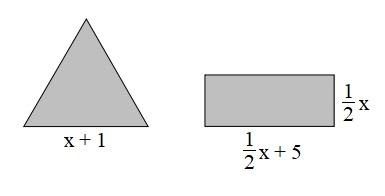 x + 1
1/2 x
1/2 x + 5